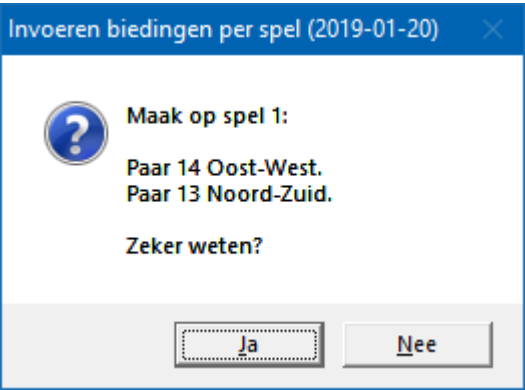 Invoeren biedingen per spel (2019-01-20)
Maak op spel 1:
Paar 14 Oost-West.
Paar 13 Noord-Zuid.
Zeker weten?
Ja
Nee